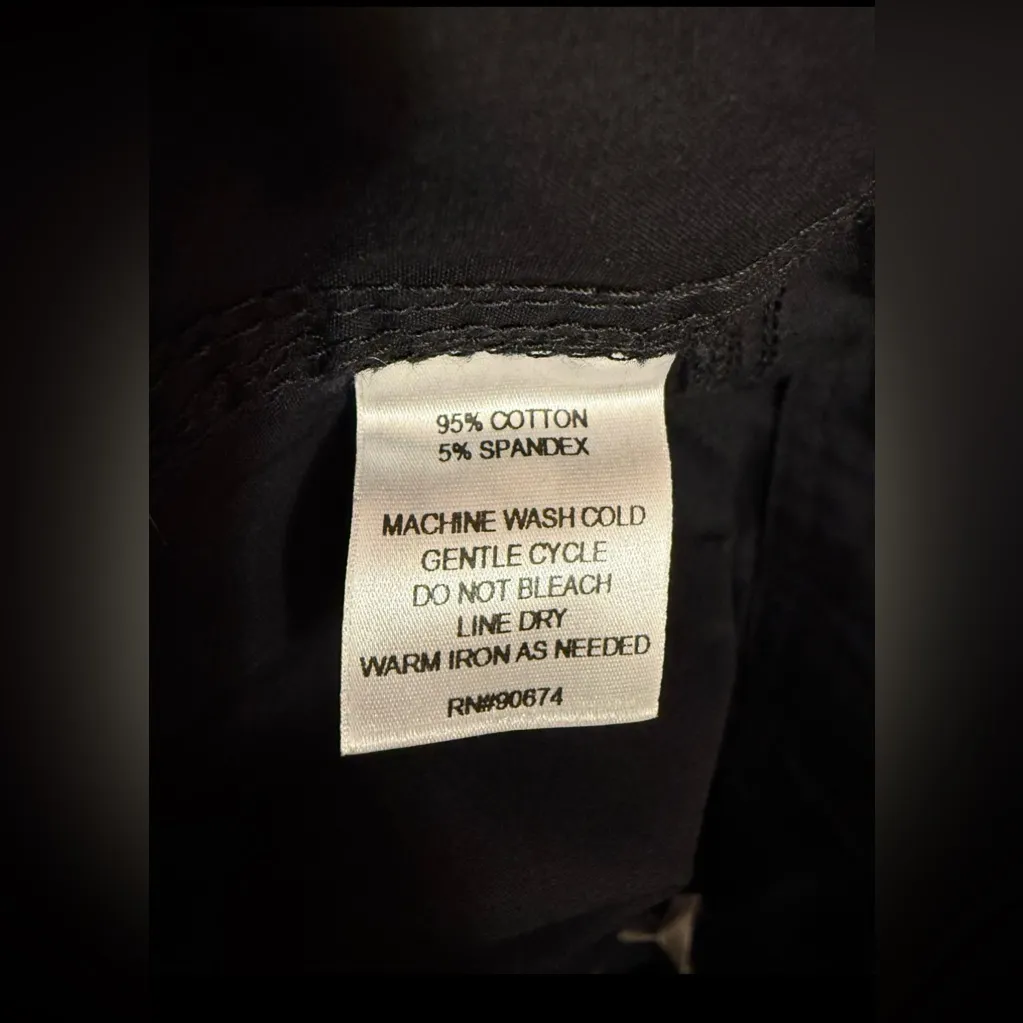 95% COTTON
5% SPANDEX
MACHINE WASH COLD
GENTLE CYCLE
DO NOT BLEACH
LINE DRY
WARM IRON AS NEEDED
RN#90674